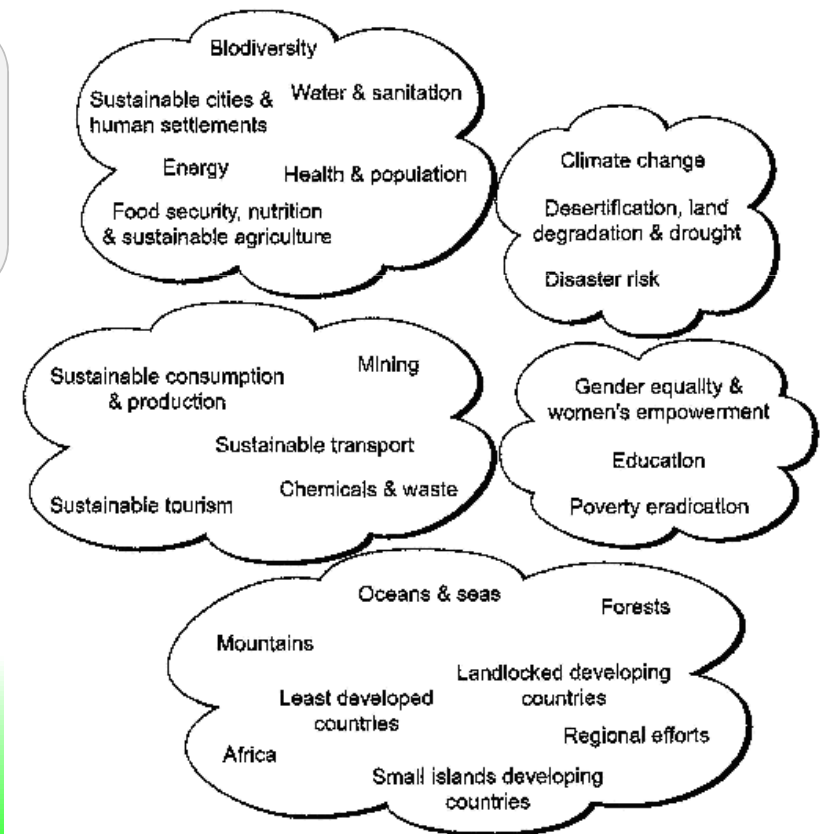 Biodiversity
Water & sanitation
Sustainable cities &
human settlements
Energy
Health & population
Food security, nutrition
& sustainable agriculture
Climate change
Desertification, land
degradation & drought
Disaster risk
Mining
Sustainable consumption
& production
Sustainable transport
Chemicals & waste
Sustainable tourism
Gender equality &
women's empowerment
Education
Poverty eradication
Oceans & seas
Forests
Mountains
Landlocked developing
countries
Least developed
countries
Regional efforts
Africa
Small islands developing
countries